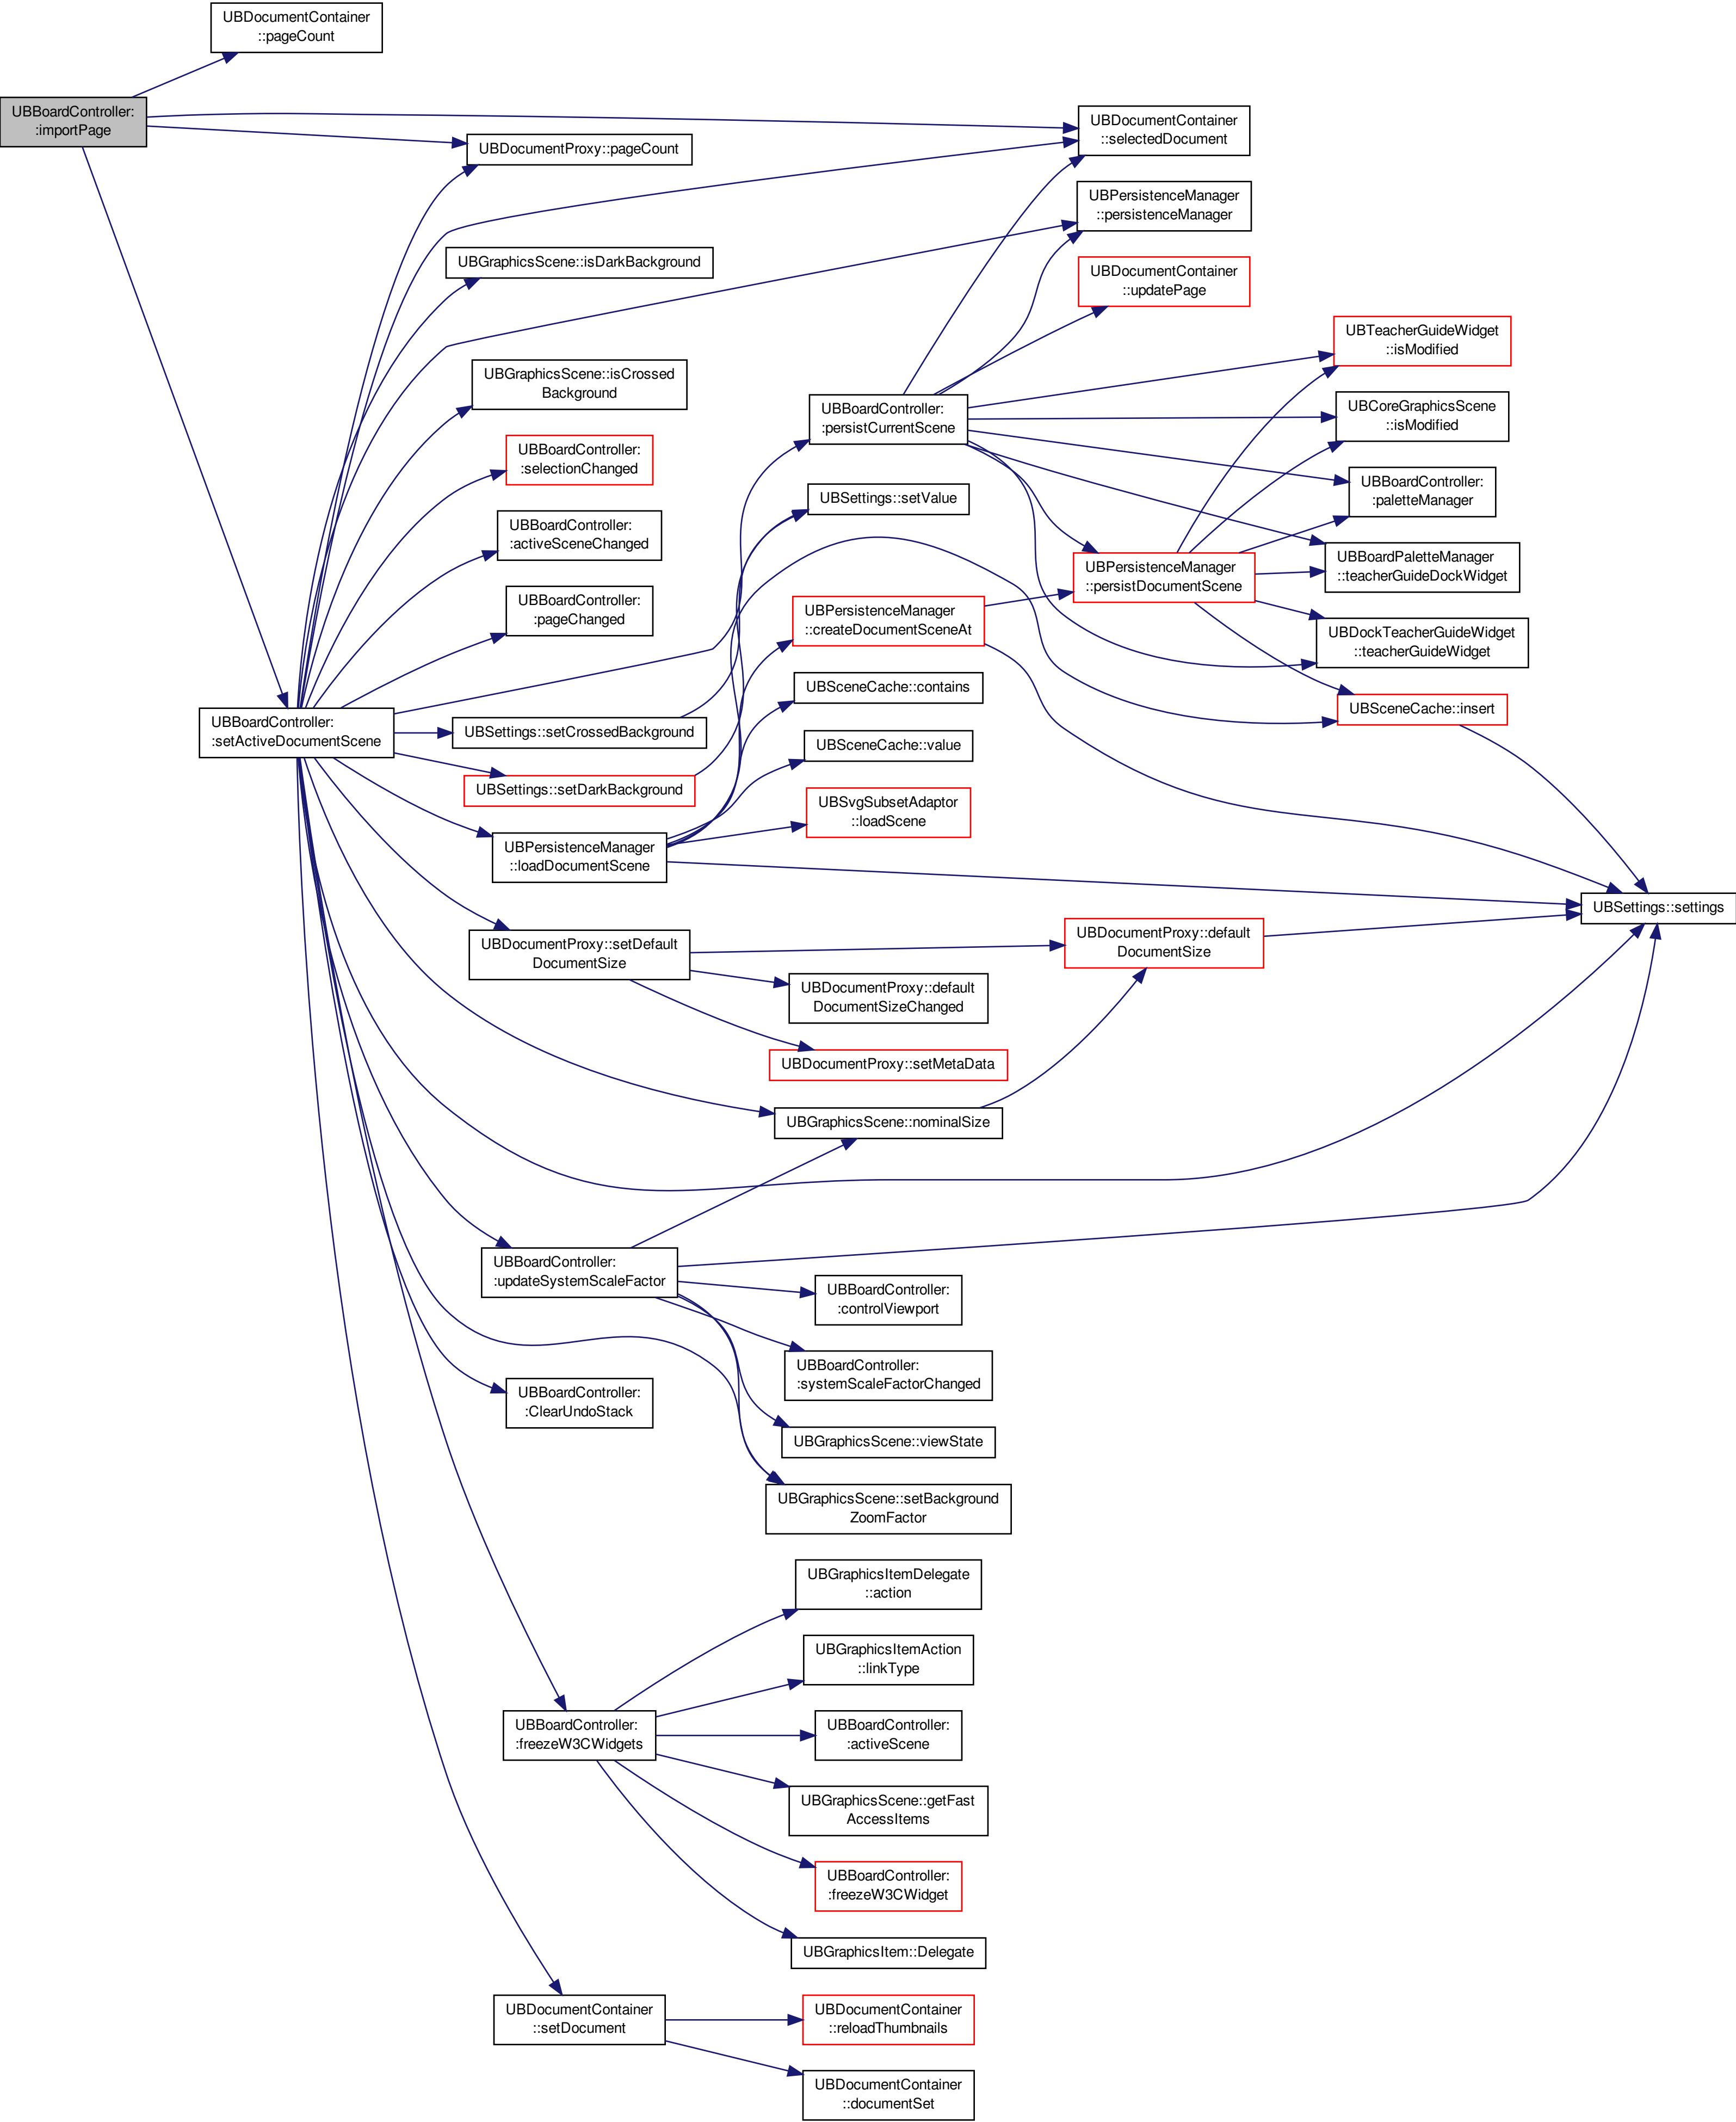 UBDocumentContainer
::pageCount
UBBoardController:
:importPage
UBDocumentContainer
::selectedDocument
UBDocumentProxy::pageCount
UBPersistenceManager
::persistenceManager
UBGraphicsScene::isDarkBackground
UBDocumentContainer
::updatePage
UBTeacherGuideWidget
::isModified
UBGraphicsScene::isCrossed
Background
UBBoardController:
:persistCurrentScene
UBCoreGraphicsScene
::isModified
UBBoardController:
:selectionChanged
UBBoardController:
:paletteManager
UBSettings::setValue
UBBoardController:
:activeSceneChanged
UBBoardPaletteManager
::teacherGuideDockWidget
UBPersistenceManager
::persistDocumentScene
UBBoardController:
:pageChanged
UBPersistenceManager
::createDocumentSceneAt
UBDockTeacherGuideWidget
::teacherGuideWidget
UBSceneCache::contains
UBSceneCache::insert
UBBoardController:
:setActiveDocumentScene
UBSettings::setCrossedBackground
UBSceneCache::value
UBSettings::setDarkBackground
UBSvgSubsetAdaptor
::loadScene
UBPersistenceManager
::loadDocumentScene
UBSettings::settings
UBDocumentProxy::setDefault
DocumentSize
UBDocumentProxy::default
DocumentSize
UBDocumentProxy::default
DocumentSizeChanged
UBDocumentProxy::setMetaData
UBGraphicsScene::nominalSize
UBBoardController:
:updateSystemScaleFactor
UBBoardController:
:controlViewport
UBBoardController:
:systemScaleFactorChanged
UBBoardController:
:ClearUndoStack
UBGraphicsScene::viewState
UBGraphicsScene::setBackground
ZoomFactor
UBGraphicsItemDelegate
::action
UBGraphicsItemAction
::linkType
UBBoardController:
:freezeW3CWidgets
UBBoardController:
:activeScene
UBGraphicsScene::getFast
AccessItems
UBBoardController:
:freezeW3CWidget
UBGraphicsItem::Delegate
UBDocumentContainer
::setDocument
UBDocumentContainer
::reloadThumbnails
UBDocumentContainer
::documentSet